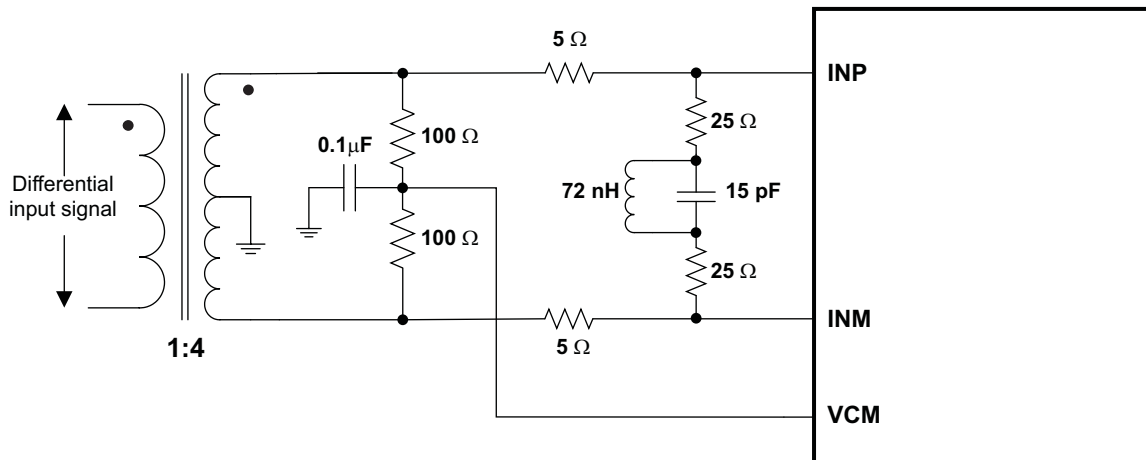 5 Ω
INP
25 Ω
100 Ω
0.1μF
Differential
input signal
72 nH
15 pF
100 Ω
25 Ω
INM
5 Ω
1:4
VCM